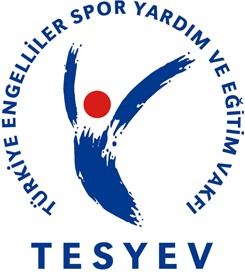 TÜRKİYE ENGELLİLER SPOR YARDIM VE EĞİTİM VAKFI
TESYEV